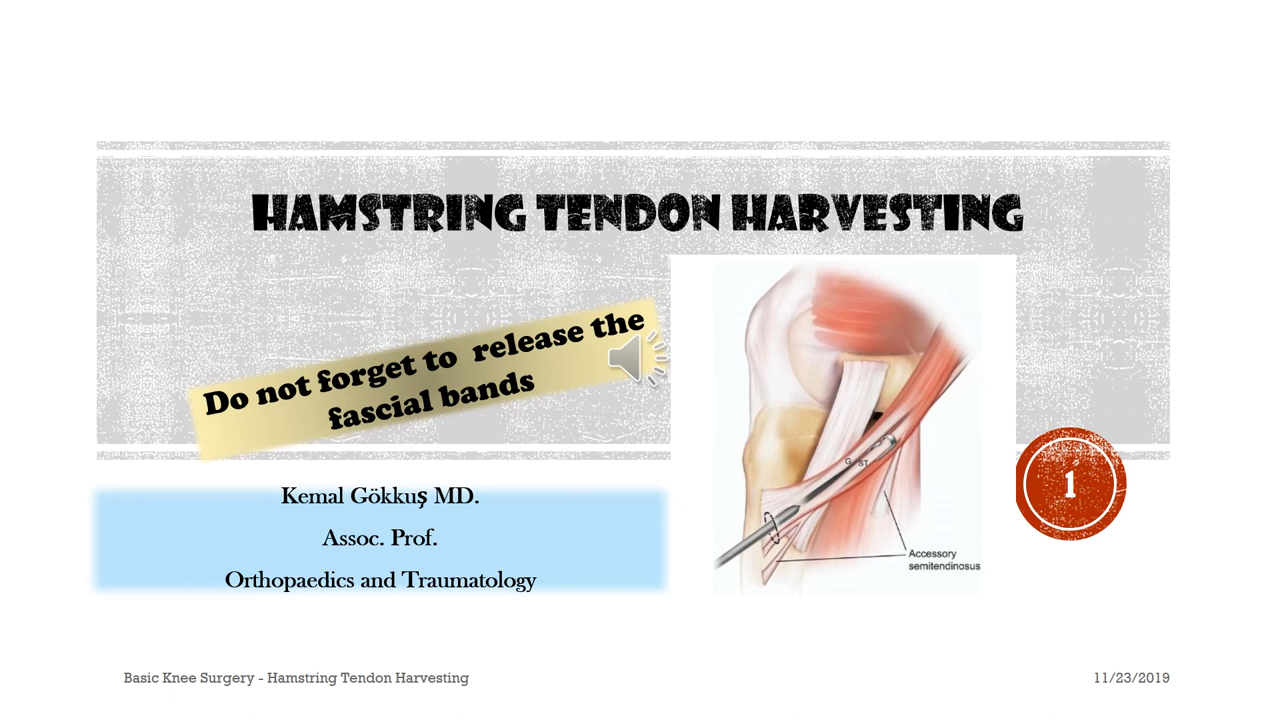 HAMSTRING TENDON HARVESTING
Do not forget to release the
fascial bands
G
ST
Accessory
semitendinosus
1
Kemal Gökkuş MD.
Assoc. Prof.
Orthopaedics and Traumatology
Basic Knee Surgery - Hamstring Tendon Harvesting
11/23/2019